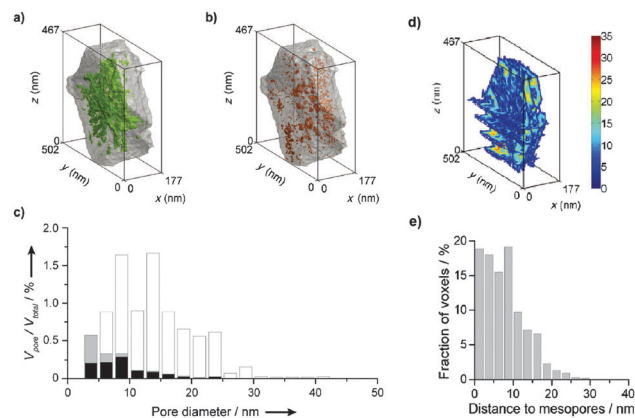 a)
467
z (nm)
0
502
y (nm)
0
0
x (nm)
177
b)
467
z (nm)
0
502
y (nm)
0
0
x (nm)
177
d)
467
z (nm)
0
502
y (nm)
0
0
x (nm)
177
35
30
25
20
15
10
5
0
c)
2.0
1.5
1.0
0.5
0
V_pore / V_total / %
0 10 20 30 40 50
Pore diameter / nm
e)
20
15
10
5
0
Fraction of voxels / %
0 10 20 30 40
Distance to mesopores / nm